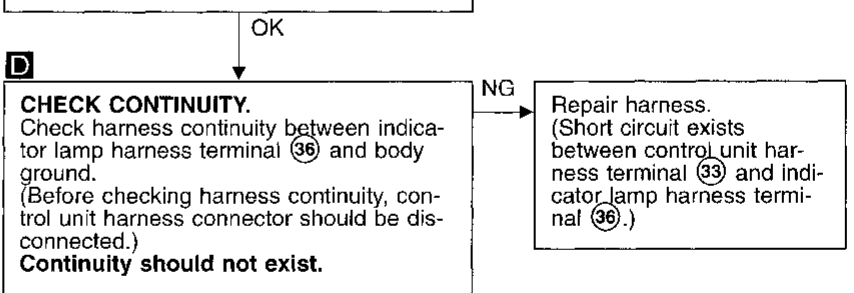 OK
D
CHECK CONTINUITY.
Check harness continuity between indica-
tor lamp harness terminal 36 and body
ground.
(Before checking harness continuity, con-
trol unit harness connector should be dis-
connected.)
Continuity should not exist.
NG
Repair harness.
(Short circuit exists
between control unit har-
ness terminal 33 and indi-
cator lamp harness termi-
nal 36.)